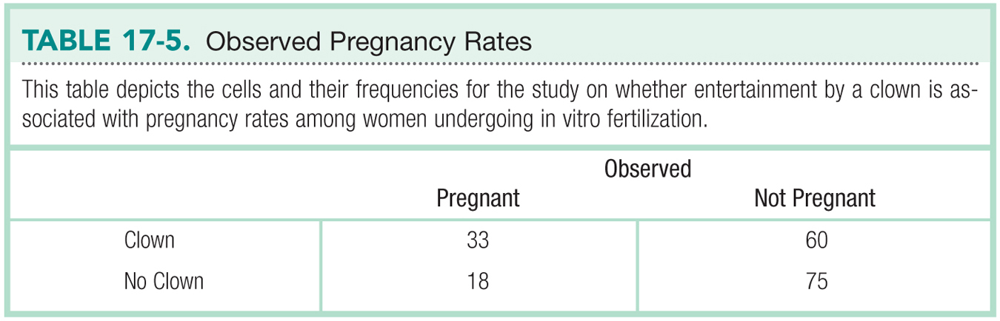 TABLE 17-5. Observed Pregnancy Rates
This table depicts the cells and their frequencies for the study on whether entertainment by a clown is as-
sociated with pregnancy rates among women undergoing in vitro fertilization.
Observed
Pregnant Not Pregnant
Clown 33 60
No Clown 18 75